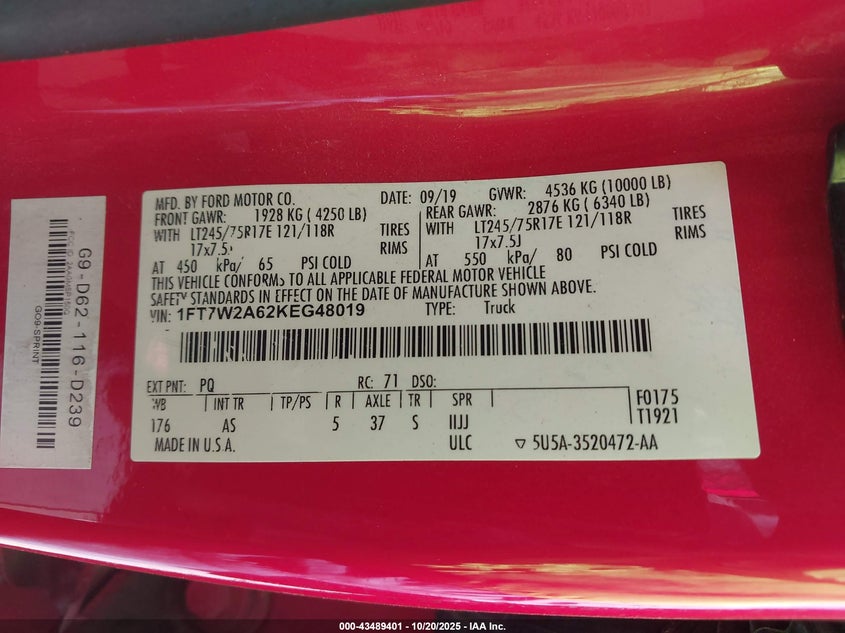 MFD. BY FORD MOTOR CO. DATE: 09/19 GVWR: 4536 KG (10000 LB)
FRONT GAWR: 1928 KG ( 4250 LB) REAR GAWR: 2876 KG ( 6340 LB)
WITH LT245/75R17E 121/118R TIRES WITH LT245/75R17E 121/118R TIRES
17x7.5 RIMS 17x7.5J RIMS
AT 450 kPa/ 65 PSI COLD AT 550 kPa/ 80 PSI COLD
THIS VEHICLE CONFORMS TO ALL APPLICABLE FEDERAL MOTOR VEHICLE
SAFETY STANDARDS IN EFFECT ON THE DATE OF MANUFACTURE SHOWN ABOVE.
VIN: 1FT7W2A62KEG48019 TYPE: Truck
EXT PNT: PQ RC: 71 DSO:
WB INT TR TP/PS R AXLE TR SPR F0175
176 AS 5 37 S IIJJ T1921
MADE IN U.S.A. ULC ▽ 5U5A-3520472-AA
G9-D62-116-D239
GO9-SPRINT
000-43489401 - 10/20/2025 - IAA Inc.